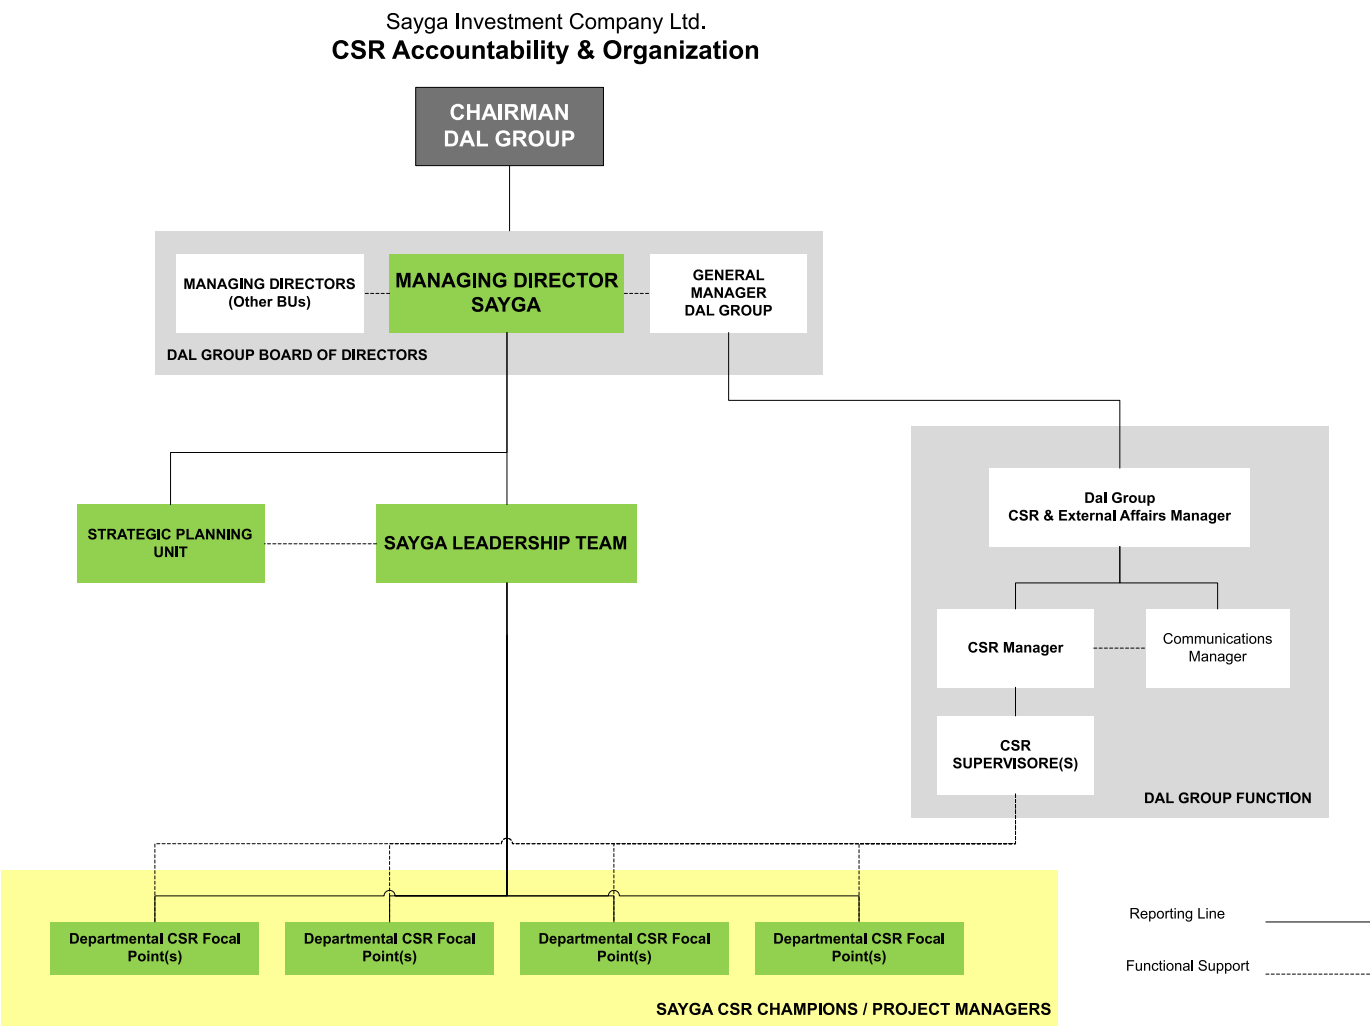 Sayga Investment Company Ltd.
CSR Accountability & Organization
CHAIRMAN
DAL GROUP
MANAGING DIRECTORS
(Other BUs)
MANAGING DIRECTOR
SAYGA
GENERAL
MANAGER
DAL GROUP
DAL GROUP BOARD OF DIRECTORS
STRATEGIC PLANNING
UNIT
SAYGA LEADERSHIP TEAM
Dal Group
CSR & External Affairs Manager
CSR Manager
Communications
Manager
CSR
SUPERVISORE(S)
DAL GROUP FUNCTION
Departmental CSR Focal
Point(s)
Departmental CSR Focal
Point(s)
Departmental CSR Focal
Point(s)
Departmental CSR Focal
Point(s)
SAYGA CSR CHAMPIONS / PROJECT MANAGERS
Reporting Line
Functional Support